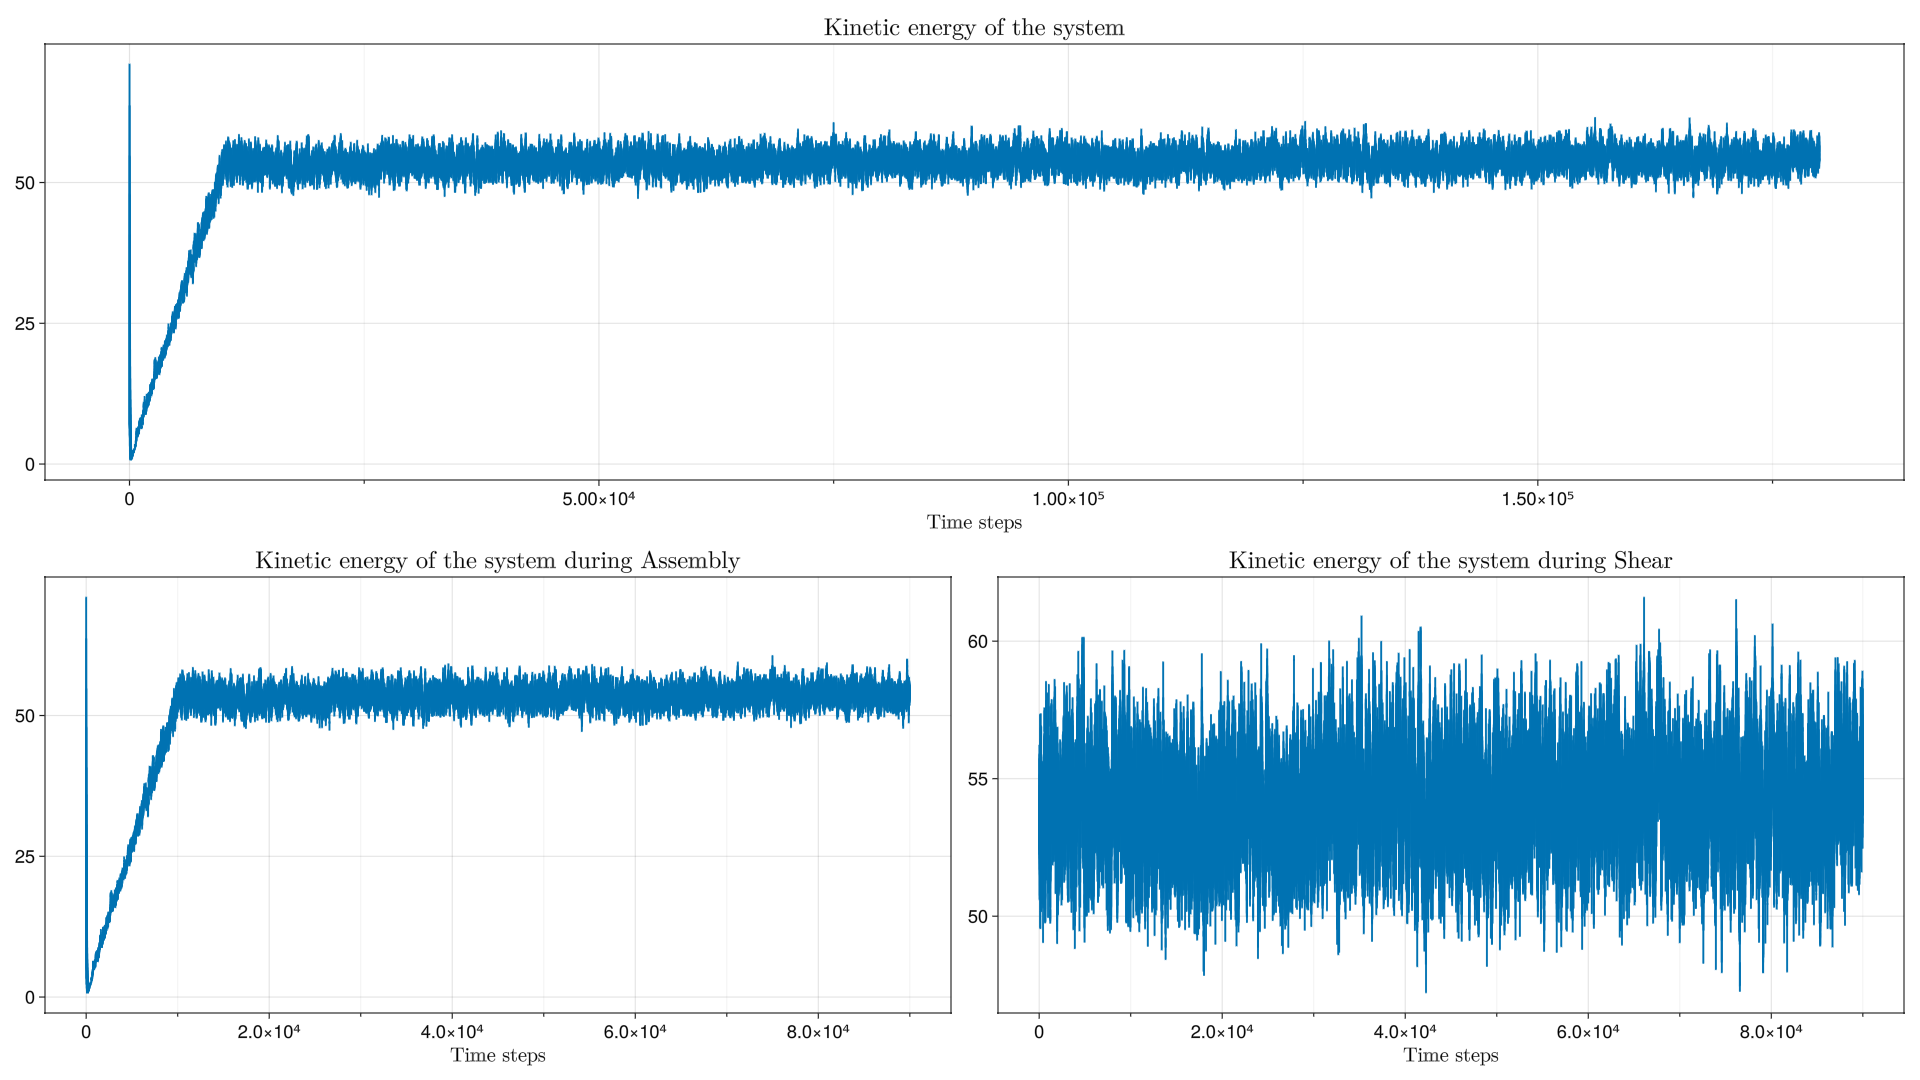 Kinetic energy of the system
50
25
0
0 5.00×10⁴ 1.00×10⁵ 1.50×10⁵
Time steps
Kinetic energy of the system during Assembly
50
25
0
0 2.0×10⁴ 4.0×10⁴ 6.0×10⁴ 8.0×10⁴
Time steps
Kinetic energy of the system during Shear
60
55
50
0 2.0×10⁴ 4.0×10⁴ 6.0×10⁴ 8.0×10⁴
Time steps